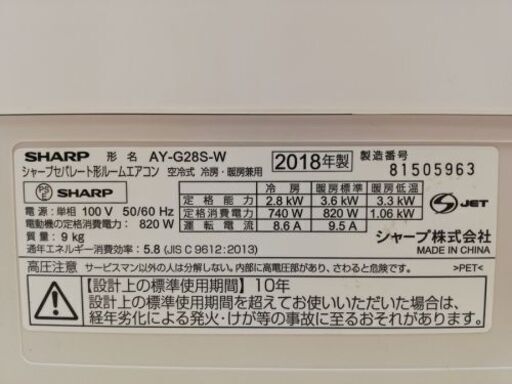 SHARP 形名 AY-G28S-W 2018年製 製造番号
シャープセパレート形ルームエアコン 空冷式 冷房・暖房兼用 81505963
PS E SHARP
冷房 暖房標準 暖房低温
定格能力 2.8 kW 3.6 kW 3.3 kW
電源：単相 100 V 50/60 Hz 定格消費電力 740 W 820 W 1.06 kW
電動機の定格消費電力： 820 W 運転電流 8.6 A 9.5 A
S JET
質量：9 kg
通年エネルギー消費効率：5.8 (JIS C 9612:2013)
シャープ株式会社
MADE IN CHINA
高圧注意 サービスマン以外の人は分解しない。内部に高電圧部があり、さわると危険です。 >PET<
【設計上の標準使用期間】10年
設計上の標準使用期間を超えてお使いいただいた場合は、
経年劣化による発火・けが等の事故に至るおそれがあります。